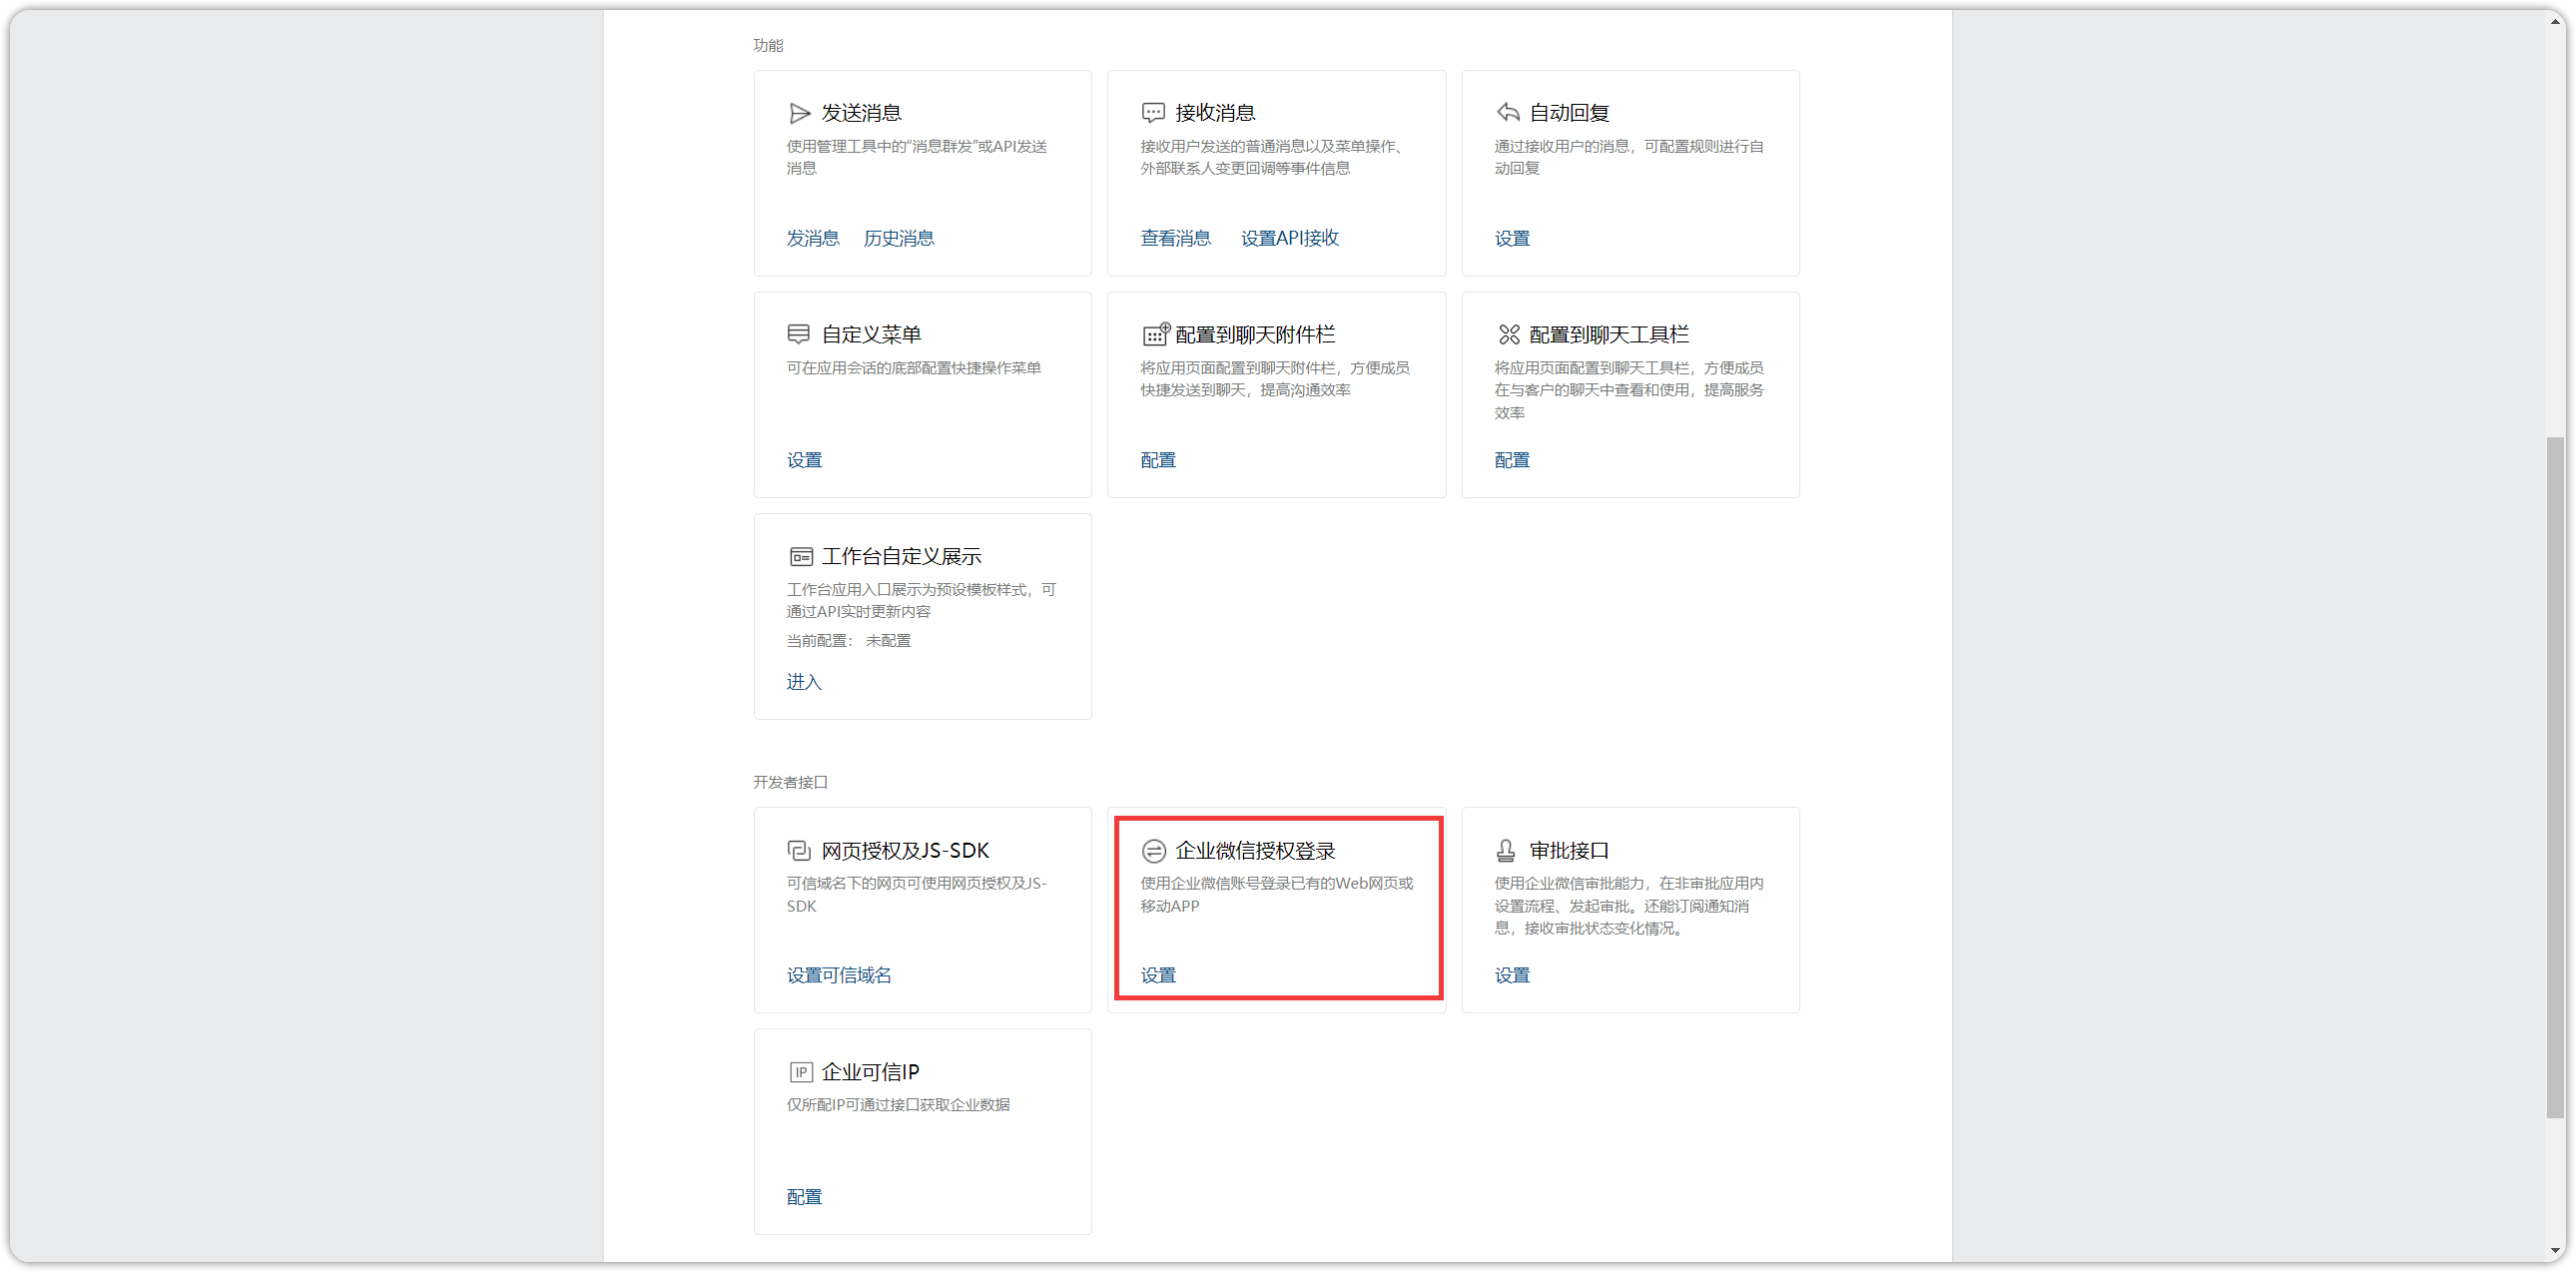 功能
发送消息
使用管理工具中的“消息群发”或API发送
消息
发消息 历史消息
接收消息
接收用户发送的普通消息以及菜单操作、
外部联系人变更回调等事件信息
查看消息 设置API接收
自动回复
通过接收用户的消息，可配置规则进行自
动回复
设置
自定义菜单
可在应用会话的底部配置快捷操作菜单
设置
配置到聊天附件栏
将应用页面配置到聊天附件栏，方便成员
快捷发送到聊天，提高沟通效率
配置
配置到聊天工具栏
将应用页面配置到聊天工具栏，方便成员
在与客户的聊天中查看和使用，提高服务
效率
配置
工作台自定义展示
工作台应用入口展示为预设模板样式，可
通过API实时更新内容
当前配置： 未配置
进入
开发者接口
网页授权及JS-SDK
可信域名下的网页可使用网页授权及JS-
SDK
设置可信域名
企业微信授权登录
使用企业微信账号登录已有的Web网页或
移动APP
设置
审批接口
使用企业微信审批能力，在非审批应用内
设置流程、发起审批。还能订阅通知消
息，接收审批状态变化情况。
设置
IP 企业可信IP
仅所配IP可通过接口获取企业数据
配置